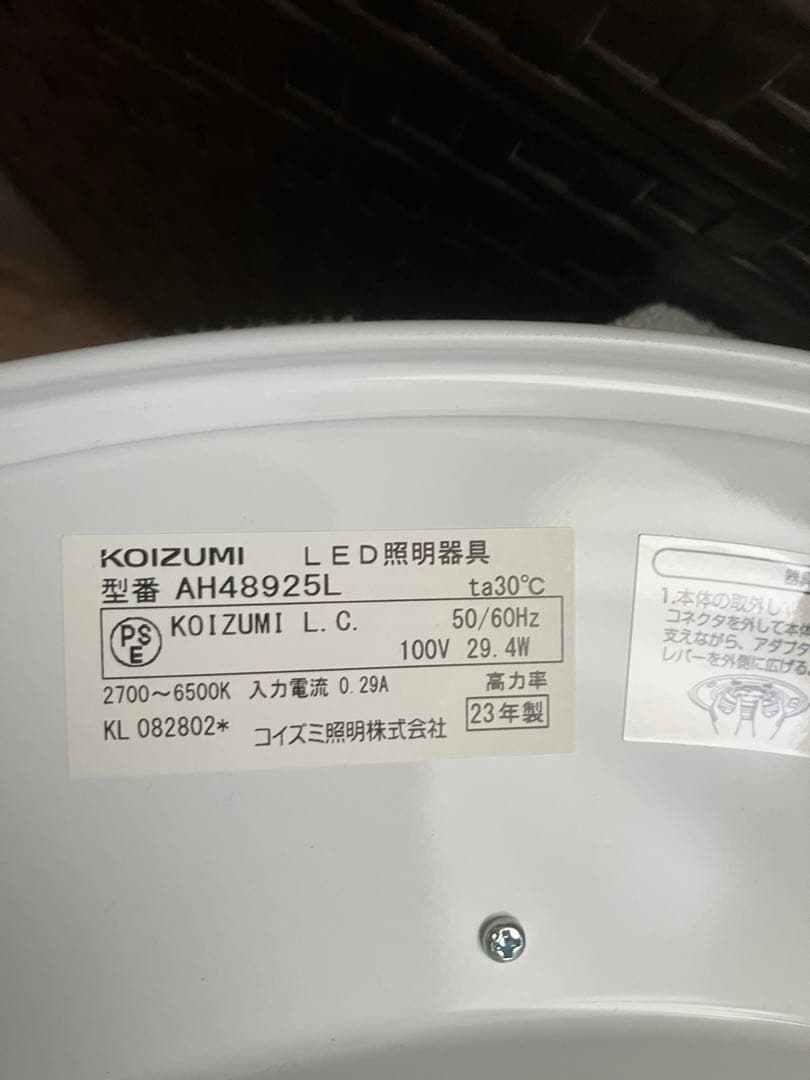 KOIZUMI LED照明器具
型番 AH48925L ta30℃
PSE KOIZUMI L.C. 50/60Hz
100V 29.4W
2700～6500K 入力電流 0.29A 高力率
KL 082802* コイズミ照明株式会社 23年製
器具
1.本体の取外し
コネクタを外して本体
支えながら、アダプタ
レバーを外側に広げる。